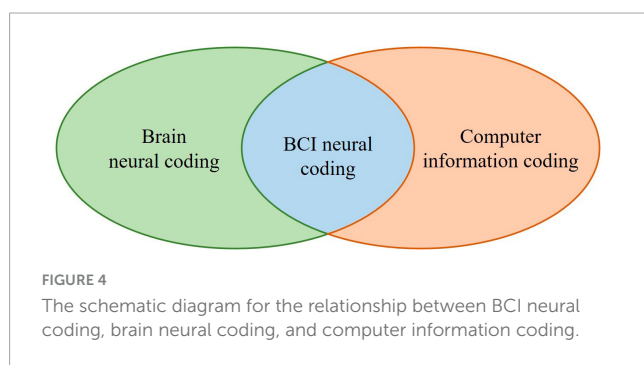 Brain
neural coding
BCI neural
coding
Computer
information coding
FIGURE 4
The schematic diagram for the relationship between BCI neural
coding, brain neural coding, and computer information coding.